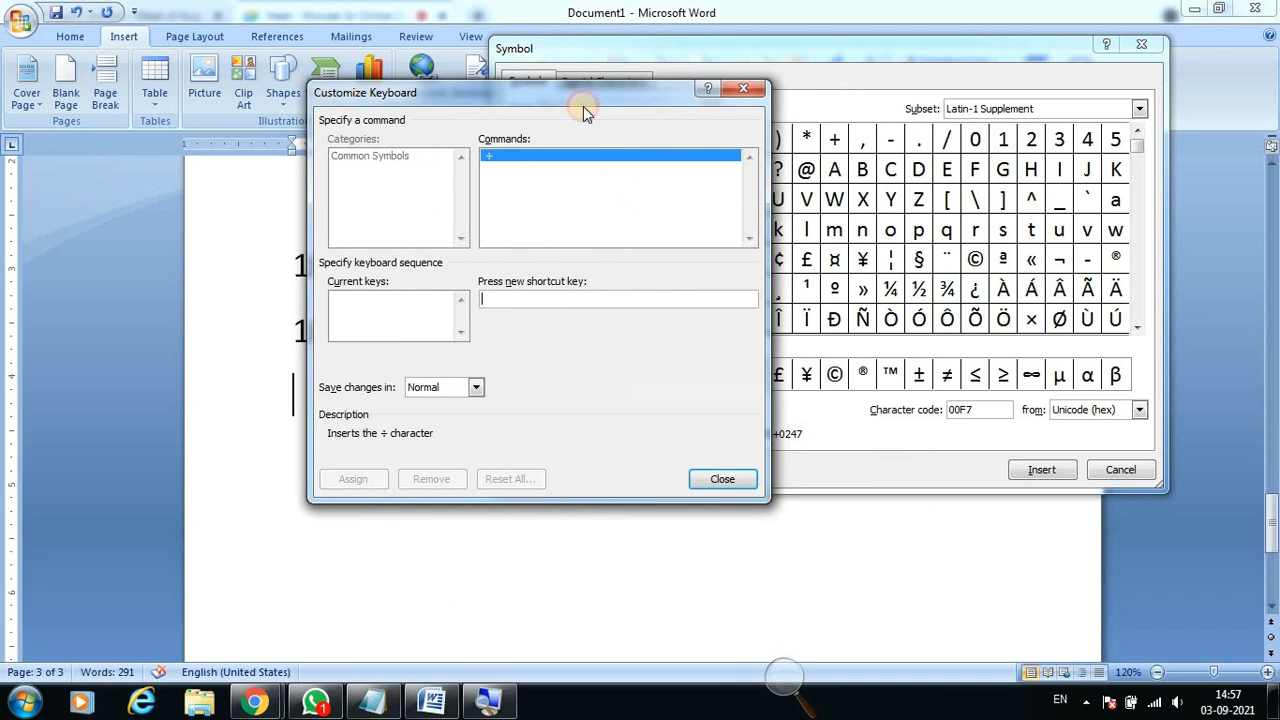 Document1 - Microsoft Word
Home Insert Page Layout References Mailings Review View
Symbol
Cover Page
Blank Page
Page Break
Table
Picture
Clip Art
Shapes
Pages
Tables
Illustra
Customize Keyboard
Specify a command
Categories:
Common Symbols
Commands:
÷
Specify keyboard sequence
Current keys:
Press new shortcut key:
Save changes in: Normal
Description
Inserts the ÷ character
Assign Remove Reset All... Close
Subset: Latin-1 Supplement
) * + , - . / 0 1 2 3 4 5
? @ A B C D E F G H I J K
U V W X Y Z [ \ ] ^ _ ` a
k l m n o p q r s t u v w
¢ £ ¤ ¥ ¦ § ¨ © ª « ¬ - ®
¸ ¹ º » ¼ ½ ¾ ¿ À Á Â Ã Ä
Î Ï Ð Ñ Ò Ó Ô Õ Ö × Ø Ù Ú
£ ¥ © ® ™ ± ≠ ≤ ≥ ∞ µ α β
Character code: 00F7 from: Unicode (hex)
+0247
Insert Cancel
1
1
Page: 3 of 3 Words: 291 English (United States) 120%
EN
14:57
03-09-2021